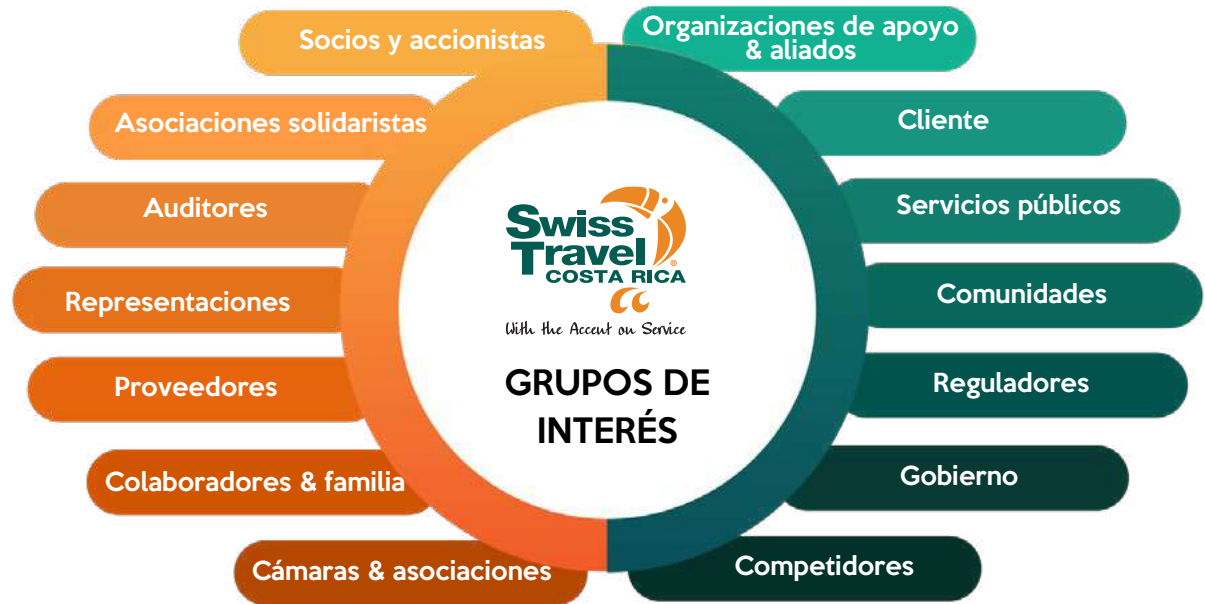 Socios y accionistas
Asociaciones solidaristas
Auditores
Representaciones
Proveedores
Colaboradores & familia
Cámaras & asociaciones
Swiss
Travel®
COSTA RICA
With the Accent on Service
GRUPOS DE
INTERÉS
Organizaciones de apoyo
& aliados
Cliente
Servicios públicos
Comunidades
Reguladores
Gobierno
Competidores